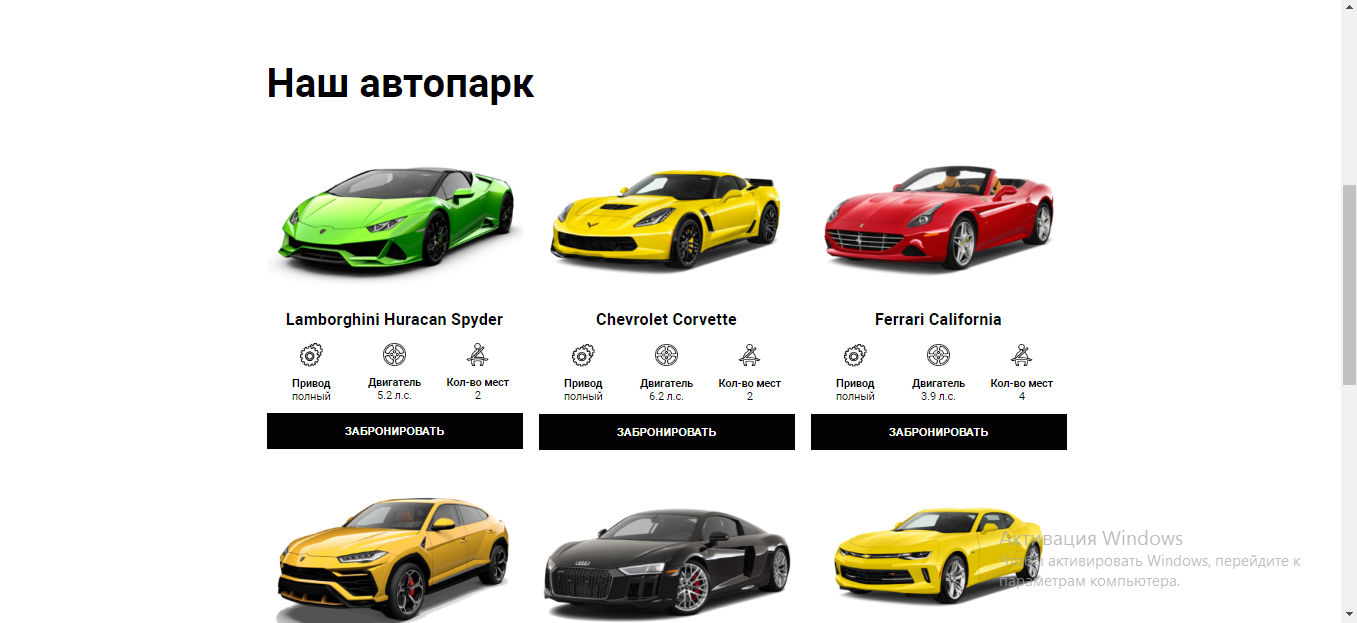 Наш автопарк
Lamborghini Huracan Spyder
Привод
полный
Двигатель
5.2 л.с.
Кол-во мест
2
ЗАБРОНИРОВАТЬ
Chevrolet Corvette
Привод
полный
Двигатель
6.2 л.с.
Кол-во мест
2
ЗАБРОНИРОВАТЬ
Ferrari California
Привод
полный
Двигатель
3.9 л.с.
Кол-во мест
4
ЗАБРОНИРОВАТЬ
Активация Windows
Чтобы активировать Windows, перейдите к
параметрам компьютера.